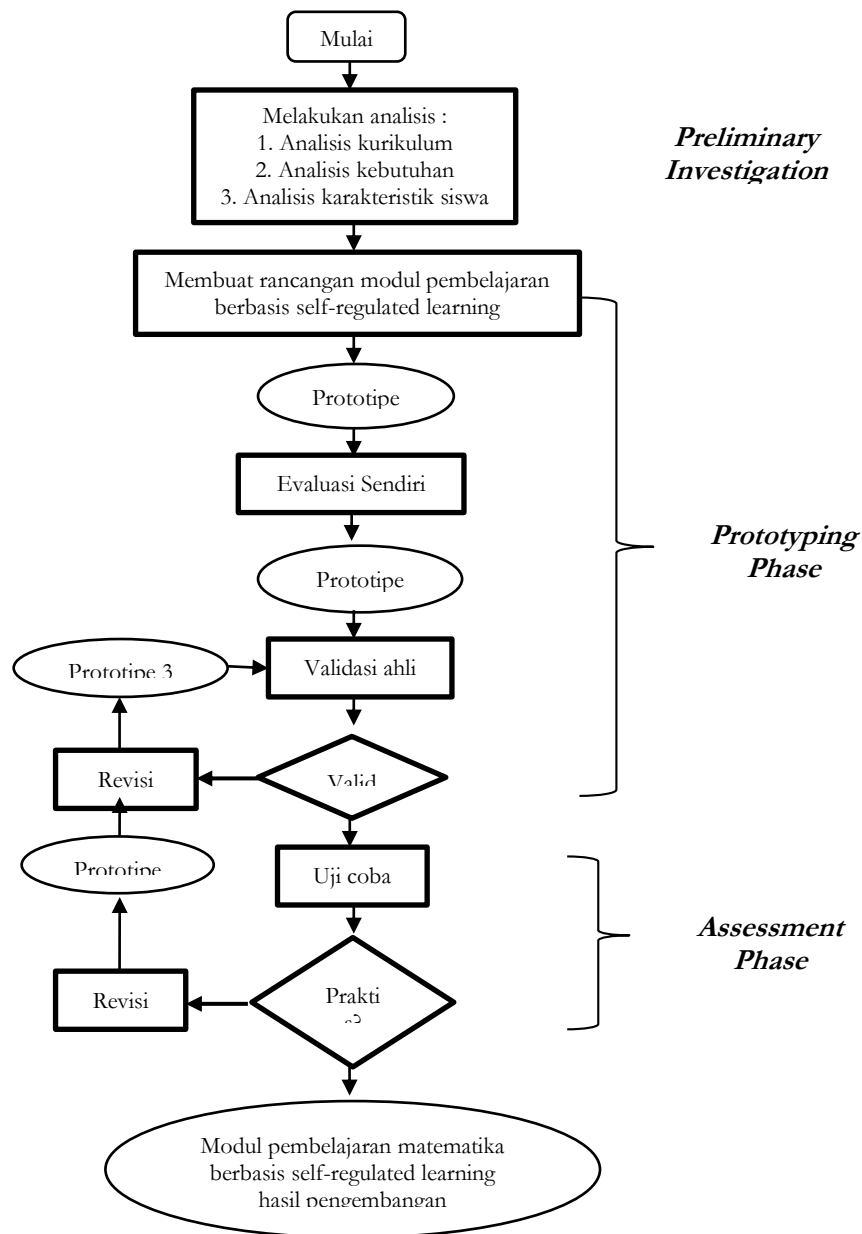 Mulai
Melakukan analisis :
1. Analisis kurikulum
2. Analisis kebutuhan
3. Analisis karakteristik siswa
Preliminary
Investigation
Membuat rancangan modul pembelajaran
berbasis self-regulated learning
Prototipe
Evaluasi Sendiri
Prototyping
Phase
Prototipe
Prototipe 3
Validasi ahli
Revisi
Valid
Prototipe
Uji coba
Assessment
Phase
Revisi
Prakti
s?
Modul pembelajaran matematika
berbasis self-regulated learning
hasil pengembangan